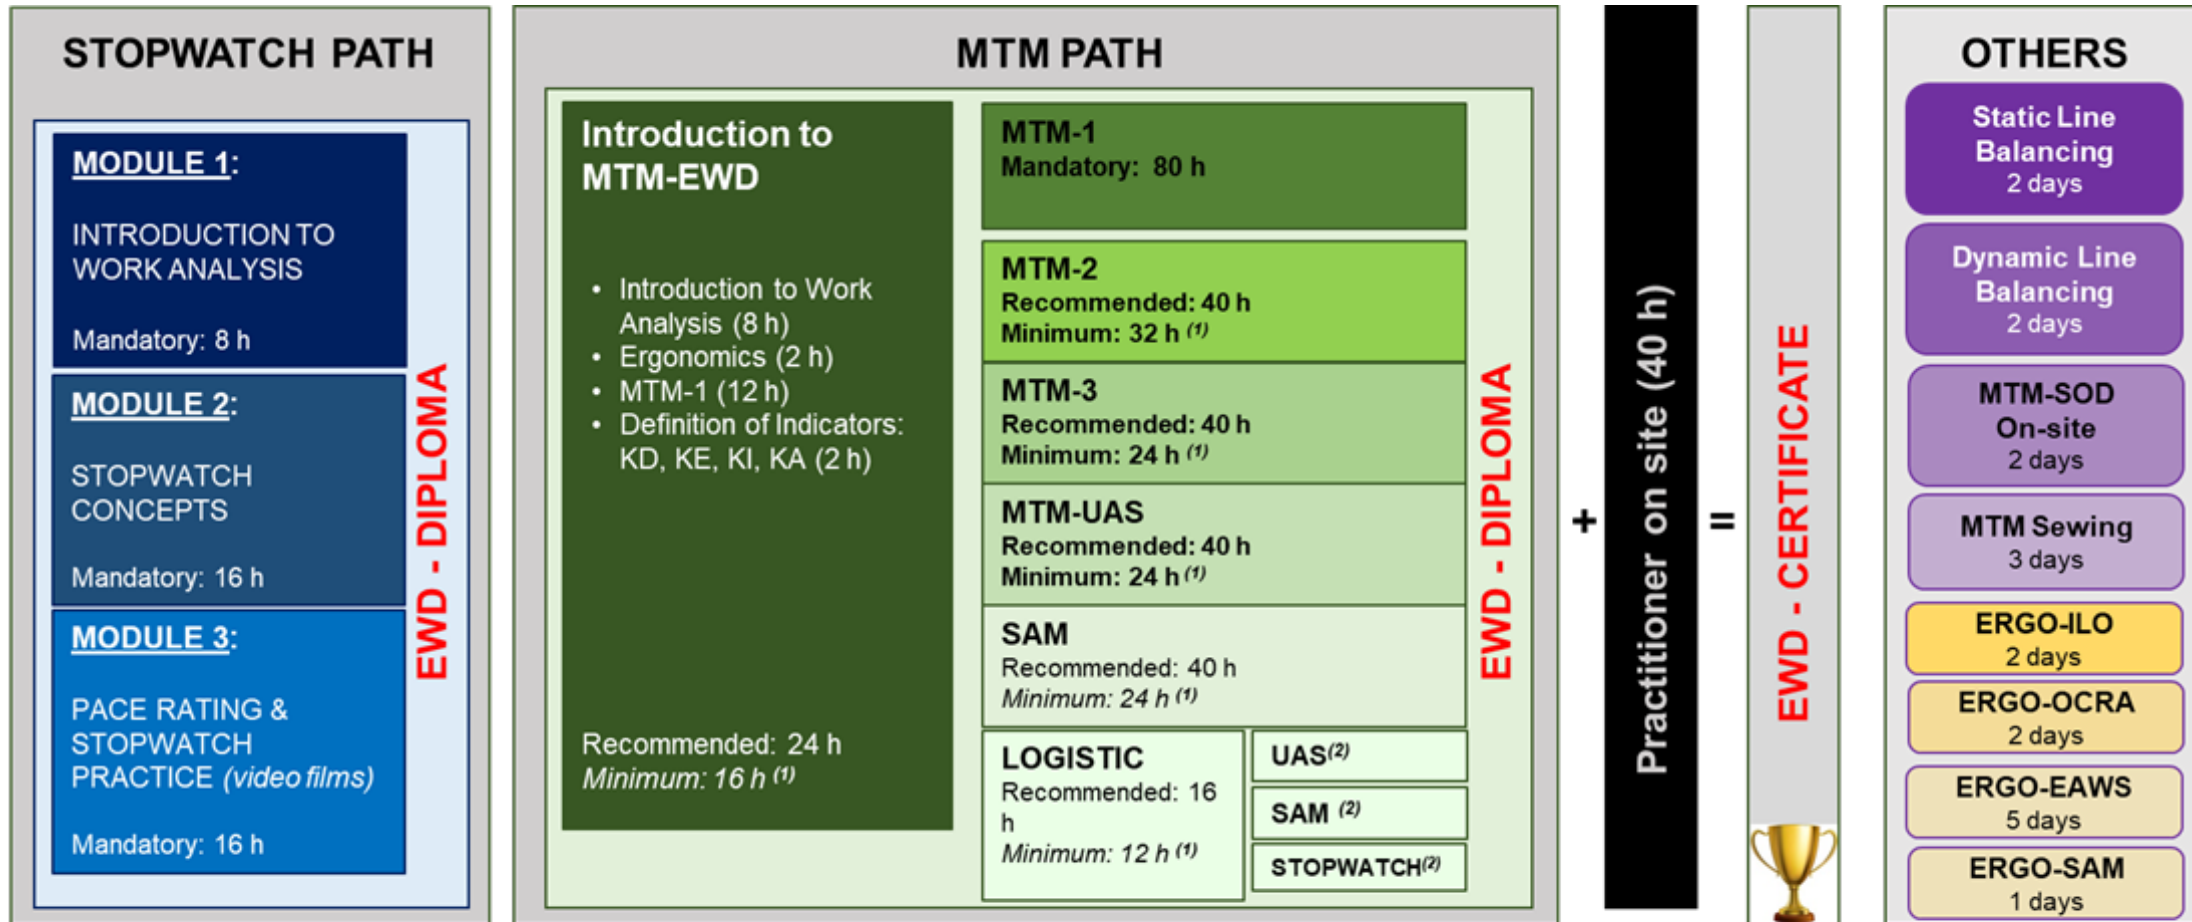 STOPWATCH PATH
MODULE 1:
INTRODUCTION TO
WORK ANALYSIS
Mandatory: 8 h
MODULE 2:
STOPWATCH
CONCEPTS
Mandatory: 16 h
MODULE 3:
PACE RATING &
STOPWATCH
PRACTICE (video films)
Mandatory: 16 h
EWD - DIPLOMA
MTM PATH
Introduction to
MTM-EWD
• Introduction to Work
Analysis (8 h)
• Ergonomics (2 h)
• MTM-1 (12 h)
• Definition of Indicators:
KD, KE, KI, KA (2 h)
Recommended: 24 h
Minimum: 16 h (1)
MTM-1
Mandatory: 80 h
MTM-2
Recommended: 40 h
Minimum: 32 h (1)
MTM-3
Recommended: 40 h
Minimum: 24 h (1)
MTM-UAS
Recommended: 40 h
Minimum: 24 h (1)
SAM
Recommended: 40 h
Minimum: 24 h (1)
LOGISTIC
Recommended: 16
h
Minimum: 12 h (1)
UAS(2)
SAM (2)
STOPWATCH(2)
EWD - DIPLOMA
+
Practitioner on site (40 h)
=
EWD - CERTIFICATE
OTHERS
Static Line
Balancing
2 days
Dynamic Line
Balancing
2 days
MTM-SOD
On-site
2 days
MTM Sewing
3 days
ERGO-ILO
2 days
ERGO-OCRA
2 days
ERGO-EAWS
5 days
ERGO-SAM
1 days